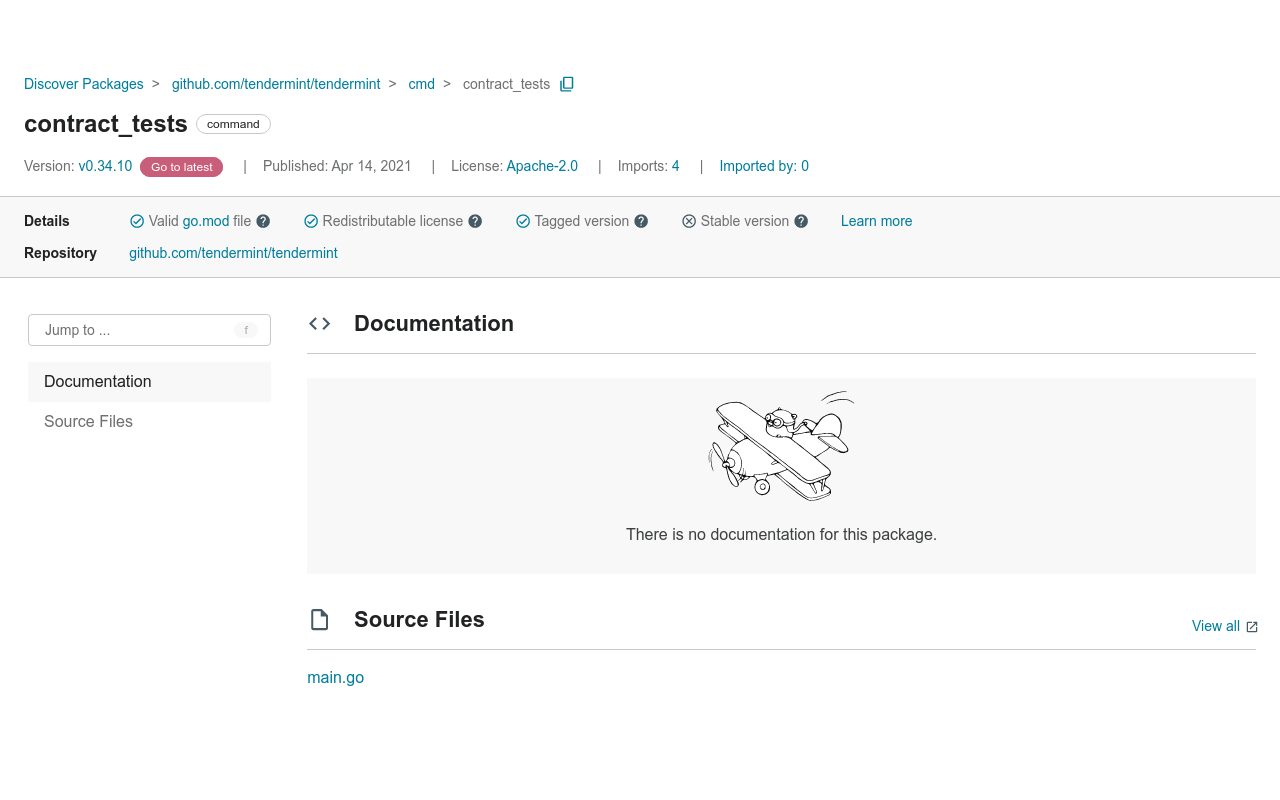 Discover Packages > github.com/tendermint/tendermint > cmd > contract_tests
contract_tests command
Version: v0.34.10 Go to latest | Published: Apr 14, 2021 | License: Apache-2.0 | Imports: 4 | Imported by: 0
Details Valid go.mod file ? Redistributable license ? Tagged version ? Stable version ? Learn more
Repository github.com/tendermint/tendermint
Jump to ... f
Documentation
Source Files
Documentation
There is no documentation for this package.
Source Files View all
main.go